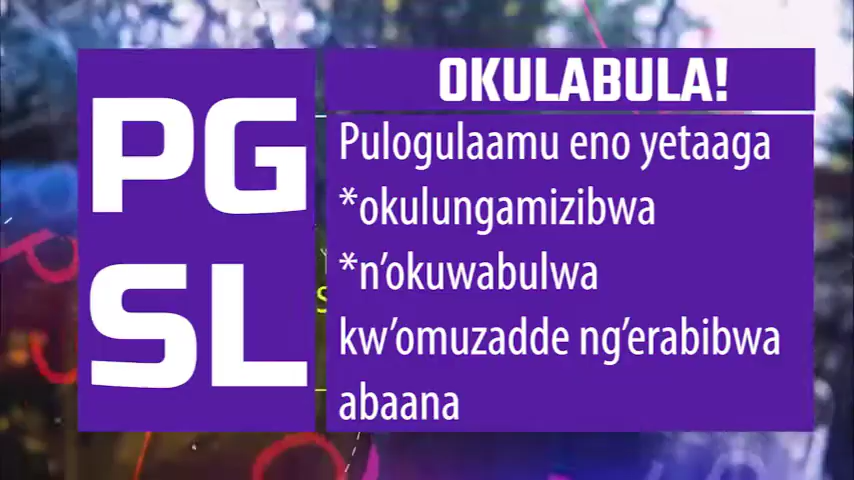 PG
SL
OKULABULA!
Pulogulaamu eno yetaaga
*okulungamizibwa
*n'okuwabulwa
kw'omuzadde ng'erabibwa
abaana